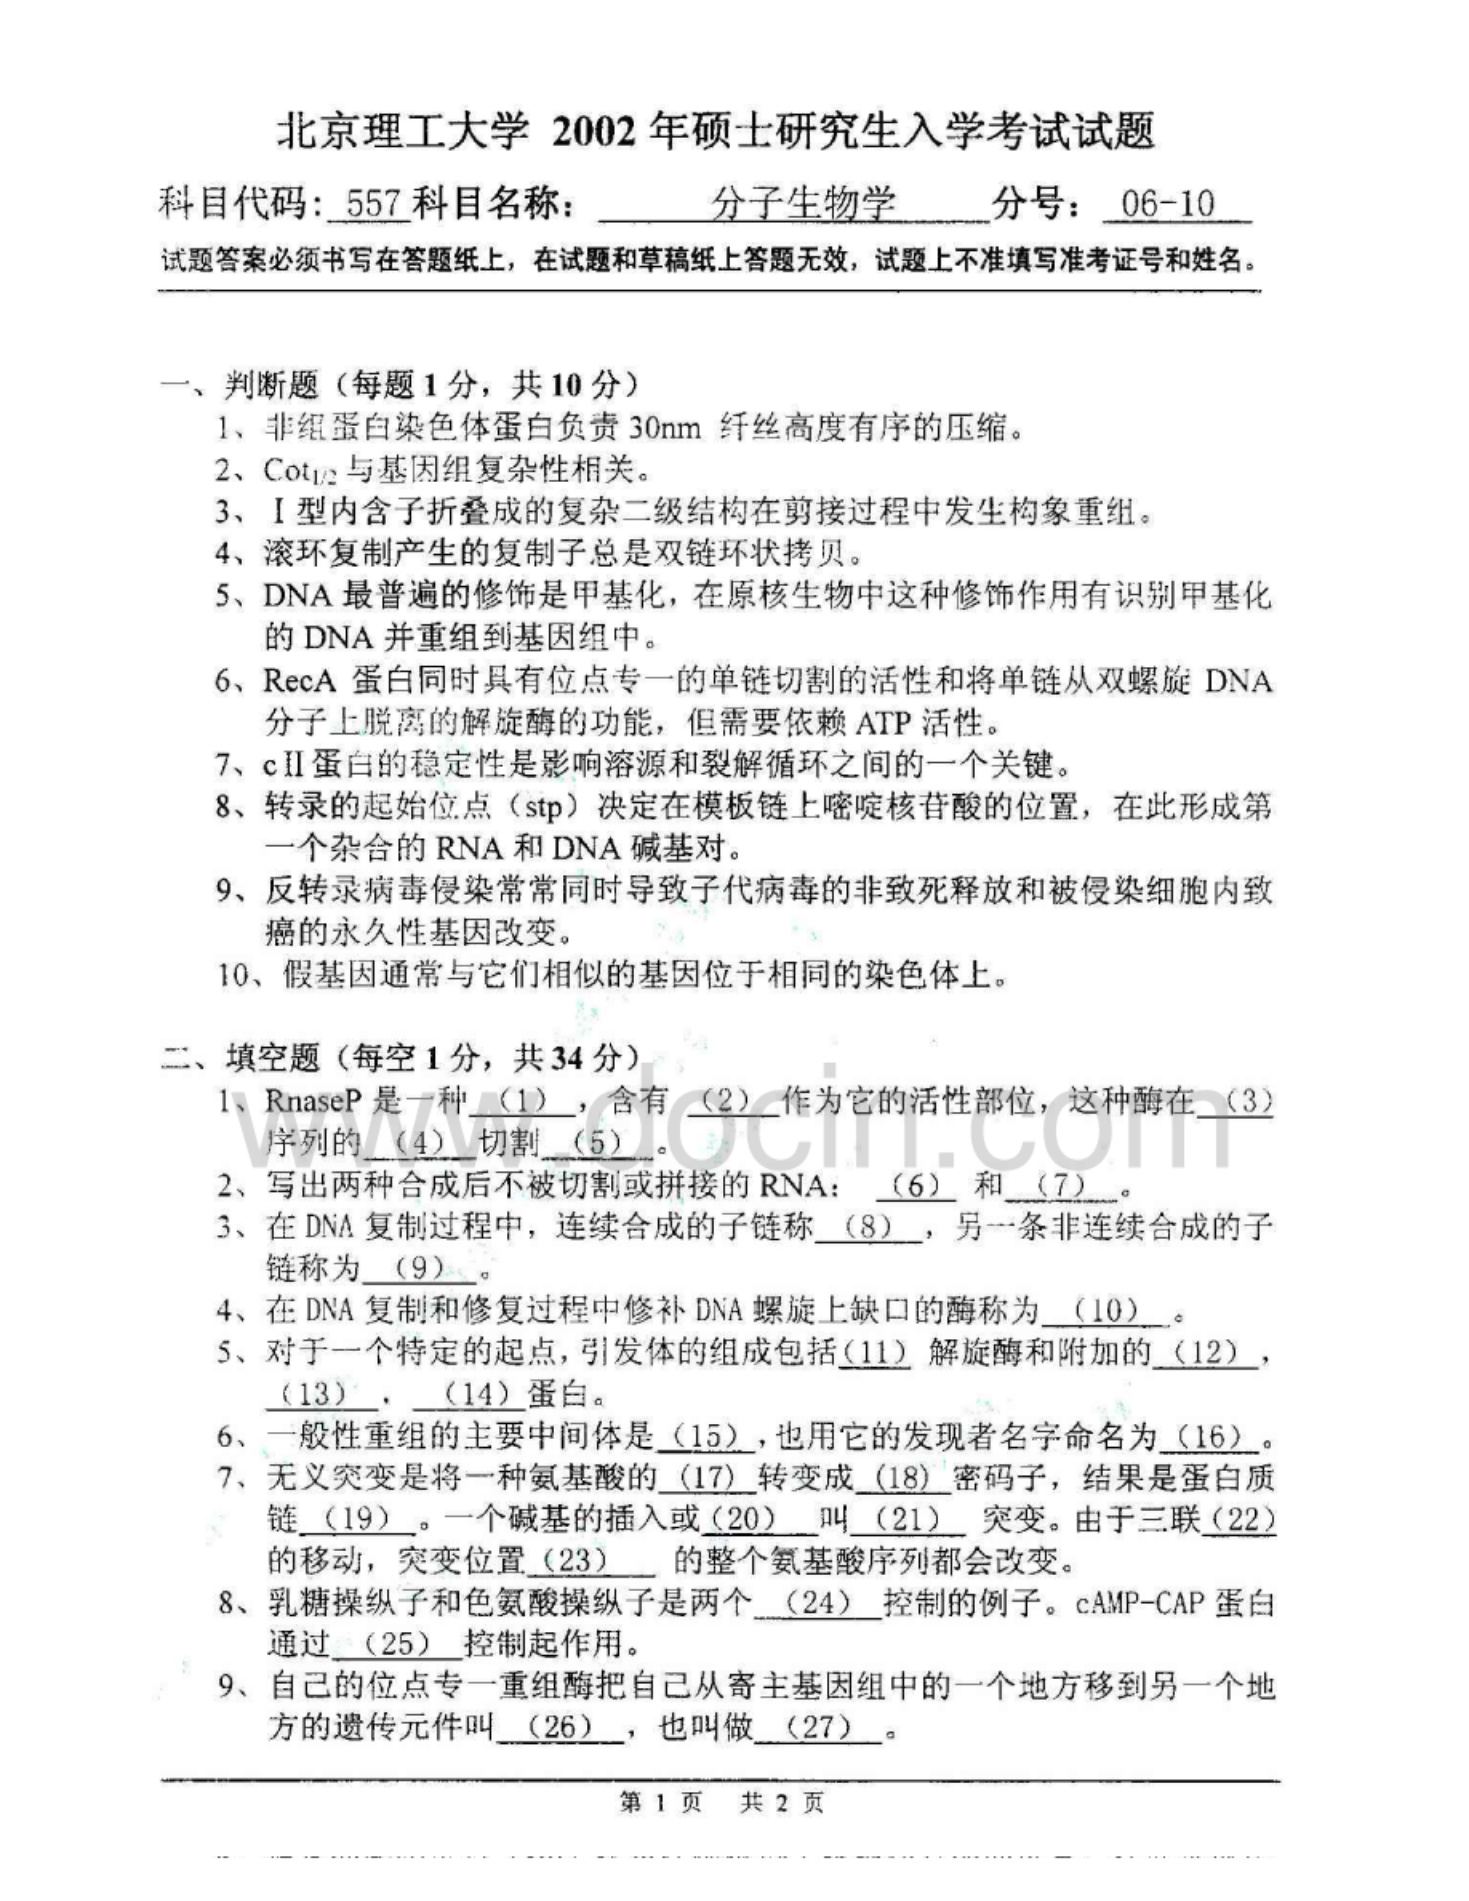 北京理工大学 2002 年硕士研究生入学考试试题
科目代码: 557 科目名称： 分子生物学 分号： 06-10
试题答案必须书写在答题纸上，在试题和草稿纸上答题无效，试题上不准填写准考证号和姓名。
一、判断题（每题 1 分，共 10 分）
1、非组蛋白染色体蛋白负责 30nm 纤丝高度有序的压缩。
2、Cot1/2 与基因组复杂性相关。
3、Ⅰ型内含子折叠成的复杂二级结构在剪接过程中发生构象重组。
4、滚环复制产生的复制子总是双链环状拷贝。
5、DNA 最普遍的修饰是甲基化，在原核生物中这种修饰作用有识别甲基化
的 DNA 并重组到基因组中。
6、RecA 蛋白同时具有位点专一的单链切割的活性和将单链从双螺旋 DNA
分子上脱离的解旋酶的功能，但需要依赖 ATP 活性。
7、cⅡ蛋白的稳定性是影响溶源和裂解循环之间的一个关键。
8、转录的起始位点（stp）决定在模板链上嘧啶核苷酸的位置，在此形成第
一个杂合的 RNA 和 DNA 碱基对。
9、反转录病毒侵染常常同时导致子代病毒的非致死释放和被侵染细胞内致
癌的永久性基因改变。
10、假基因通常与它们相似的基因位于相同的染色体上。
二、填空题（每空 1 分，共 34 分）
1、RnaseP 是一种 （1） ，含有 （2） 作为它的活性部位，这种酶在 （3）
序列的 （4） 切割 （5） 。
2、写出两种合成后不被切割或拼接的 RNA： （6） 和 （7） 。
3、在 DNA 复制过程中，连续合成的子链称 （8） ，另一条非连续合成的子
链称为 （9） 。
4、在 DNA 复制和修复过程中修补 DNA 螺旋上缺口的酶称为 （10） 。
5、对于一个特定的起点，引发体的组成包括（11） 解旋酶和附加的 （12） ，
（13） ， （14）蛋白。
6、一般性重组的主要中间体是 （15） ，也用它的发现者名字命名为 （16） 。
7、无义突变是将一种氨基酸的 （17） 转变成 （18） 密码子，结果是蛋白质
链 （19） 。一个碱基的插入或（20） 叫 （21） 突变。由于三联（22）
的移动，突变位置（23） 的整个氨基酸序列都会改变。
8、乳糖操纵子和色氨酸操纵子是两个 （24） 控制的例子。cAMP-CAP 蛋白
通过 （25） 控制起作用。
9、自己的位点专一重组酶把自己从寄主基因组中的一个地方移到另一个地
方的遗传元件叫 （26） ，也叫做 （27） 。
第 1 页 共 2 页
www.docin.com